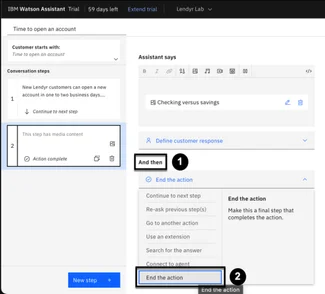 IBM Watson Assistant Trial 59 days left Extend trial Lendyr Lab
Time to open an account
Customer starts with:
Time to open an account
Conversation steps
1
New Lendyr customers can open a new account in one to two business days....
Continue to next step
2
This step has media content
Action complete
New step +
Assistant says
B I
</>
Checking versus savings
Define customer response
And then
1
End the action
Continue to next step
Re-ask previous step(s)
Go to another action
Use an extension
Search for the answer
Connect to agent
End the action
2
End the action
End the action
Make this a final step that completes the action.